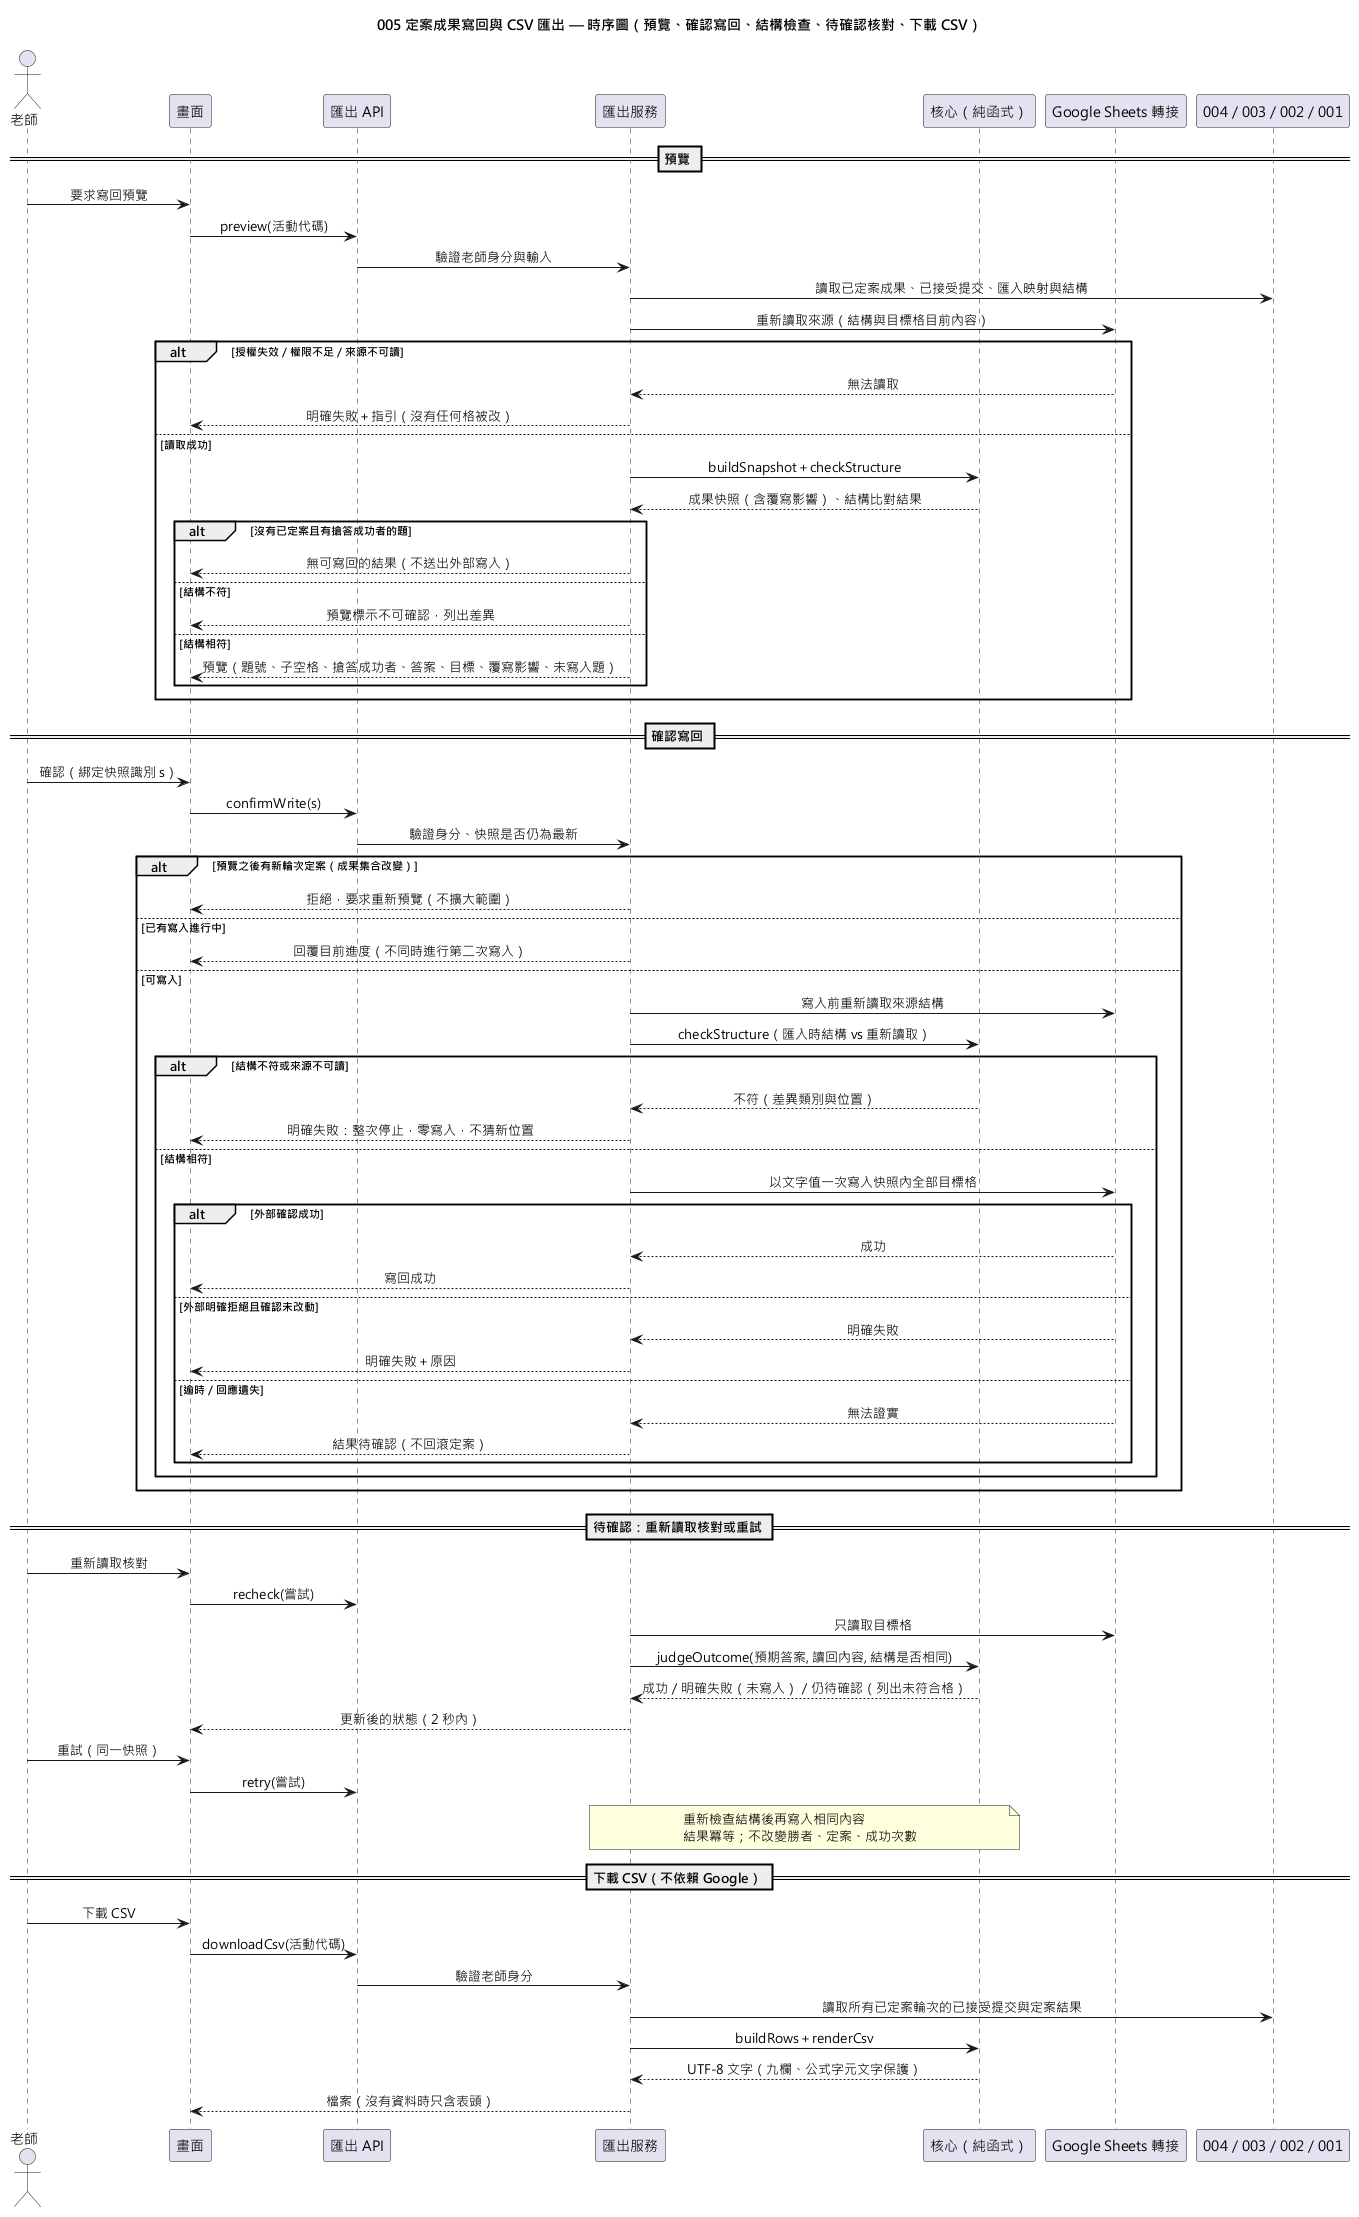 005 定案成果寫回與 CSV 匯出 — 時序圖（預覽、確認寫回、結構檢查、待確認核對、下載 CSV）
老師
畫面
匯出 API
匯出服務
核心（純函式）
Google Sheets 轉接
004 / 003 / 002 / 001
預覽
要求寫回預覽
preview(活動代碼)
驗證老師身分與輸入
讀取已定案成果、已接受提交、匯入映射與結構
重新讀取來源（結構與目標格目前內容）
alt
[授權失效 / 權限不足 / 來源不可讀]
無法讀取
明確失敗＋指引（沒有任何格被改）
[讀取成功]
buildSnapshot＋checkStructure
成果快照（含覆寫影響）、結構比對結果
alt
[沒有已定案且有搶答成功者的題]
無可寫回的結果（不送出外部寫入）
[結構不符]
預覽標示不可確認，列出差異
[結構相符]
預覽（題號、子空格、搶答成功者、答案、目標、覆寫影響、未寫入題）
確認寫回
確認（綁定快照識別 s）
confirmWrite(s)
驗證身分、快照是否仍為最新
alt
[預覽之後有新輪次定案（成果集合改變）]
拒絕，要求重新預覽（不擴大範圍）
[已有寫入進行中]
回覆目前進度（不同時進行第二次寫入）
[可寫入]
寫入前重新讀取來源結構
checkStructure（匯入時結構 vs 重新讀取）
alt
[結構不符或來源不可讀]
不符（差異類別與位置）
明確失敗：整次停止，零寫入，不猜新位置
[結構相符]
以文字值一次寫入快照內全部目標格
alt
[外部確認成功]
成功
寫回成功
[外部明確拒絕且確認未改動]
明確失敗
明確失敗＋原因
[逾時 / 回應遺失]
無法證實
結果待確認（不回滾定案）
待確認：重新讀取核對或重試
重新讀取核對
recheck(嘗試)
只讀取目標格
judgeOutcome(預期答案, 讀回內容, 結構是否相同)
成功 / 明確失敗（未寫入） / 仍待確認（列出未符合格）
更新後的狀態（2 秒內）
重試（同一快照）
retry(嘗試)
重新檢查結構後再寫入相同內容
結果冪等；不改變勝者、定案、成功次數
下載 CSV（不依賴 Google）
下載 CSV
downloadCsv(活動代碼)
驗證老師身分
讀取所有已定案輪次的已接受提交與定案結果
buildRows＋renderCsv
UTF-8 文字（九欄、公式字元文字保護）
檔案（沒有資料時只含表頭）
老師
畫面
匯出 API
匯出服務
核心（純函式）
Google Sheets 轉接
004 / 003 / 002 / 001